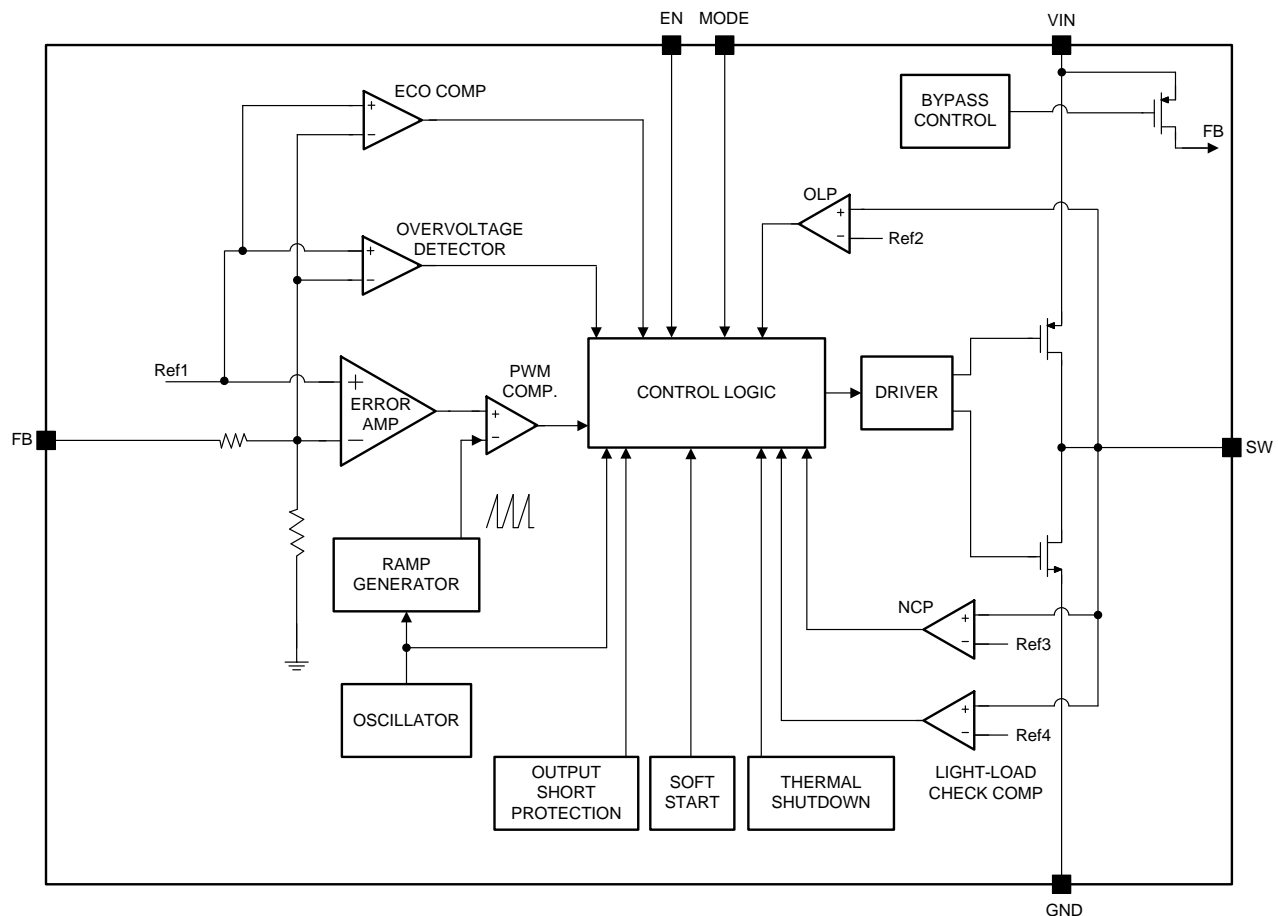 EN MODE VIN
ECO COMP
+
−
BYPASS
CONTROL
FB
OLP
+
−
Ref2
OVERVOLTAGE
DETECTOR
+
−
Ref1
+
−
ERROR
AMP
PWM
COMP.
+
−
CONTROL LOGIC
DRIVER
FB
SW
RAMP
GENERATOR
OSCILLATOR
NCP
+
−
Ref3
+
−
Ref4
LIGHT-LOAD
CHECK COMP
OUTPUT
SHORT
PROTECTION
SOFT
START
THERMAL
SHUTDOWN
GND